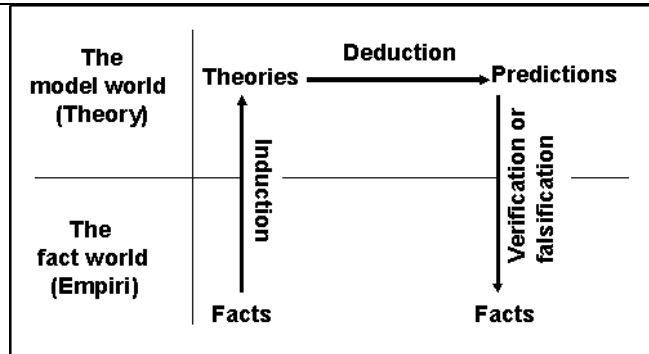 The
model world
(Theory)
Deduction
Theories
Predictions
Induction
Verification or
falsification
The
fact world
(Empiri)
Facts
Facts